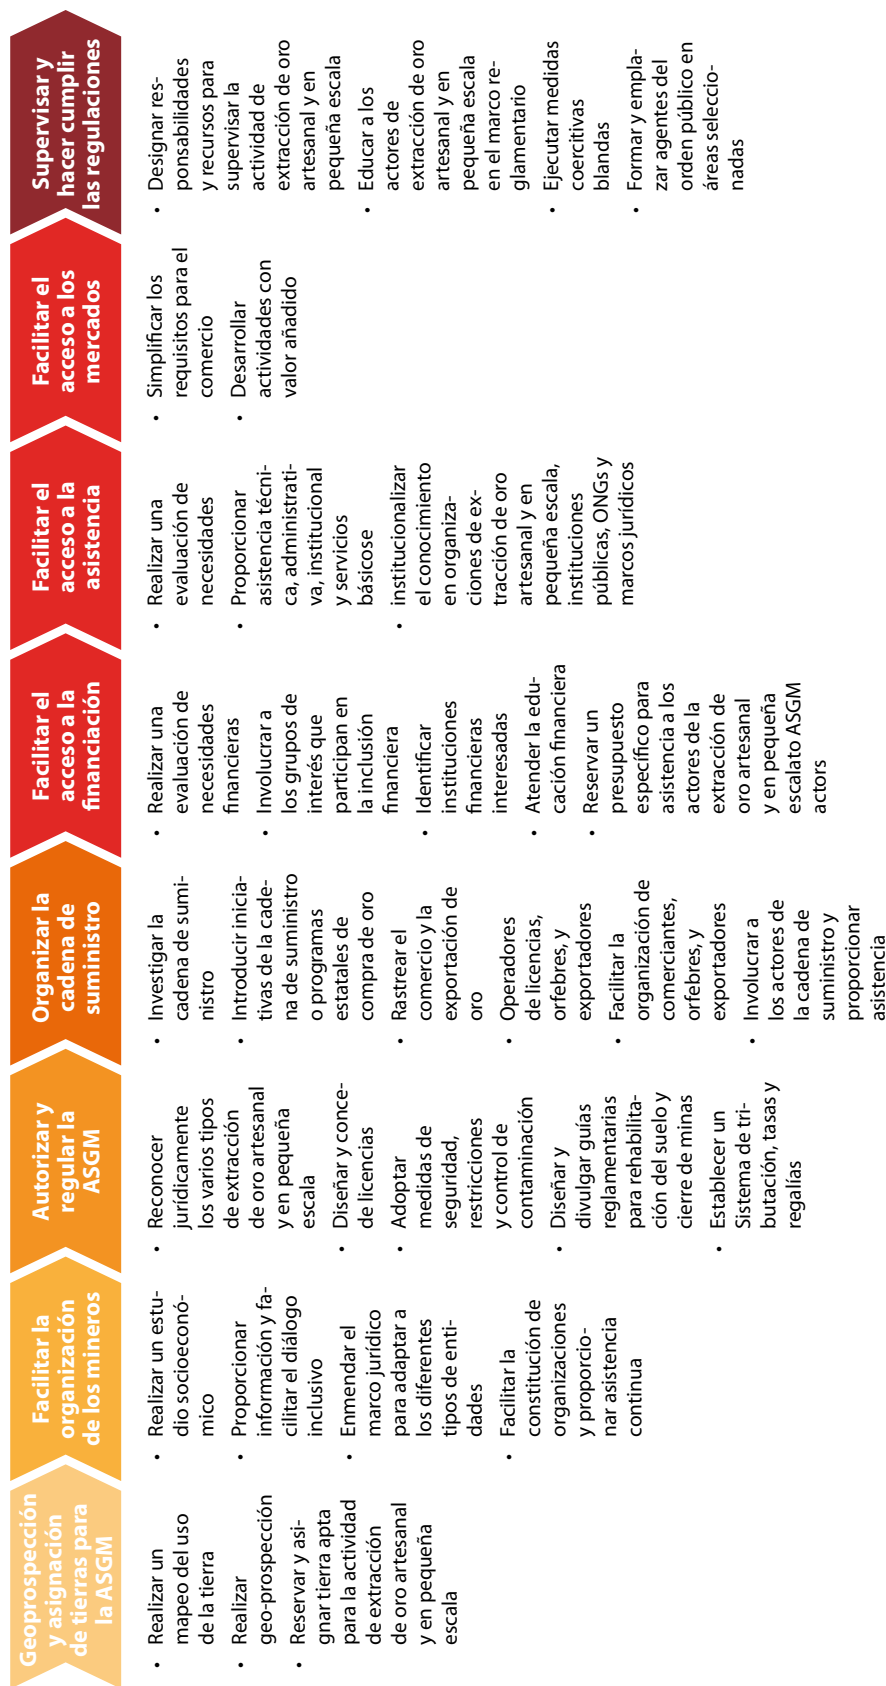 Geoprospección
y asignación
de tierras para
la ASGM
• Realizar un
mapeo del uso
de la tierra
• Realizar
geo-prospección
• Reservar y asi-
gnar tierra apta
para la actividad
de extracción
de oro artesanal
y en pequeña
escala
Facilitar la
organización
de los mineros
• Realizar un estu-
dio socioeconó-
mico
• Proporcionar
información y fa-
cilitar el diálogo
inclusivo
• Enmendar el
marco jurídico
para adaptar a
los diferentes
tipos de enti-
dades
• Facilitar la
constitución de
organizaciones
y proporcio-
nar asistencia
continua
Autorizar y
regular la
ASGM
• Reconocer
jurídicamente
los varios tipos
de extracción
de oro artesanal
y en pequeña
escala
• Diseñar y conce-
de licencias
• Adoptar
medidas de
seguridad,
restricciones
y control de
contaminación
• Diseñar y
divulgar guías
reglamentarias
para rehabilita-
ción del suelo y
cierre de minas
• Establecer un
Sistema de tri-
butación, tasas y
regalías
Organizar la
cadena de
suministro
• Investigar la
cadena de sumi-
nistro
• Introducir inicia-
tivas de la cade-
na de suministro
o programas
estatales de
compra de oro
• Rastrear el
comercio y la
exportación de
oro
• Operadores
de licencias,
orfebres, y
exportadores
• Facilitar la
organización de
comerciantes,
orfebres, y
exportadores
• Involucrar a
los actores de
la cadena de
suministro y
proporcionar
asistencia
Facilitar el
acceso a la
financiación
• Realizar una
evaluación de
necesidades
financieras
• Involucrar a
los grupos de
interés que
participan en
la inclusión
financiera
• Identificar
instituciones
financieras
interesadas
• Atender la edu-
cación financiera
• Reservar un
presupuesto
específico para
asistencia a los
actores de la
extracción de
oro artesanal
y en pequeña
escalato ASGM
actors
Facilitar el
acceso a la
asistencia
• Realizar una
evaluación de
necesidades
• Proporcionar
asistencia técni-
ca, administrati-
va, institucional
y servicios
básicose
• institucionalizar
el conocimiento
en organiza-
ciones de ex-
tracción de oro
artesanal y en
pequeña escala,
instituciones
públicas, ONGs y
marcos jurídicos
Facilitar el
acceso a los
mercados
• Simplificar los
requisitos para el
comercio
• Desarrollar
actividades con
valor añadido
Supervisar y
hacer cumplir
las regulaciones
• Designar res-
ponsabilidades
y recursos para
supervisar la
actividad de
extracción de oro
artesanal y en
pequeña escala
• Educar a los
actores de
extracción de oro
artesanal y en
pequeña escala
en el marco re-
glamentario
• Ejecutar medidas
coercitivas
blandas
• Formar y empla-
zar agentes del
orden público en
áreas seleccio-
nadas